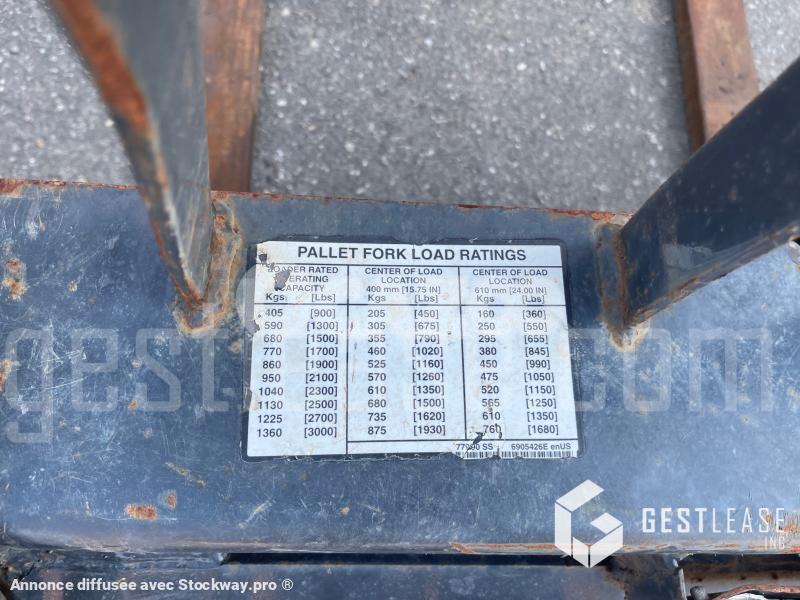 PALLET FORK LOAD RATINGS
LOADER RATED OPERATING CAPACITY
Kgs [Lbs]
CENTER OF LOAD LOCATION
400 mm [15.75 IN]
Kgs [Lbs]
CENTER OF LOAD LOCATION
610 mm [24.00 IN]
Kgs [Lbs]
405 [900] 205 [450] 160 [360]
590 [1300] 305 [675] 250 [550]
680 [1500] 355 [790] 295 [655]
770 [1700] 460 [1020] 380 [845]
860 [1900] 525 [1160] 450 [990]
950 [2100] 570 [1260] 475 [1050]
1040 [2300] 610 [1350] 520 [1150]
1130 [2500] 680 [1500] 565 [1250]
1225 [2700] 735 [1620] 610 [1350]
1360 [3000] 875 [1930] 760 [1680]
SS 6905426E enUS
GESTLEASE
INC
Annonce diffusée avec Stockway.pro ®